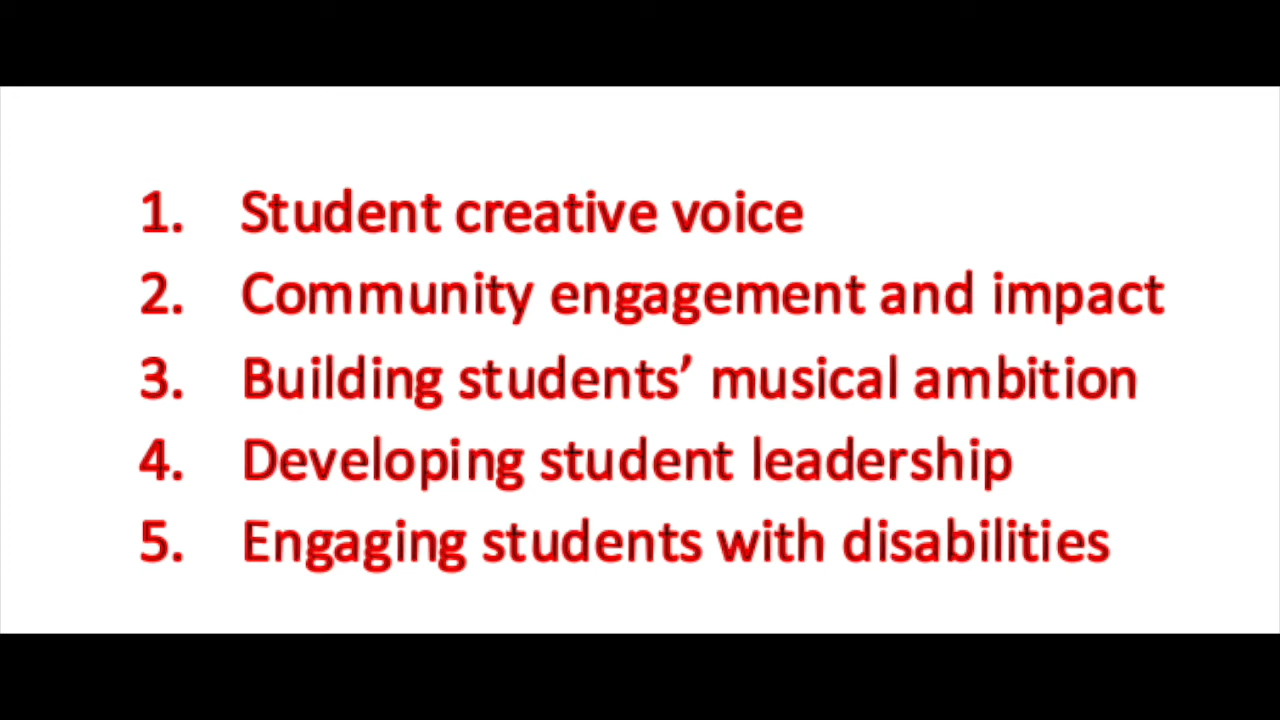 1. Student creative voice
2. Community engagement and impact
3. Building students’ musical ambition
4. Developing student leadership
5. Engaging students with disabilities